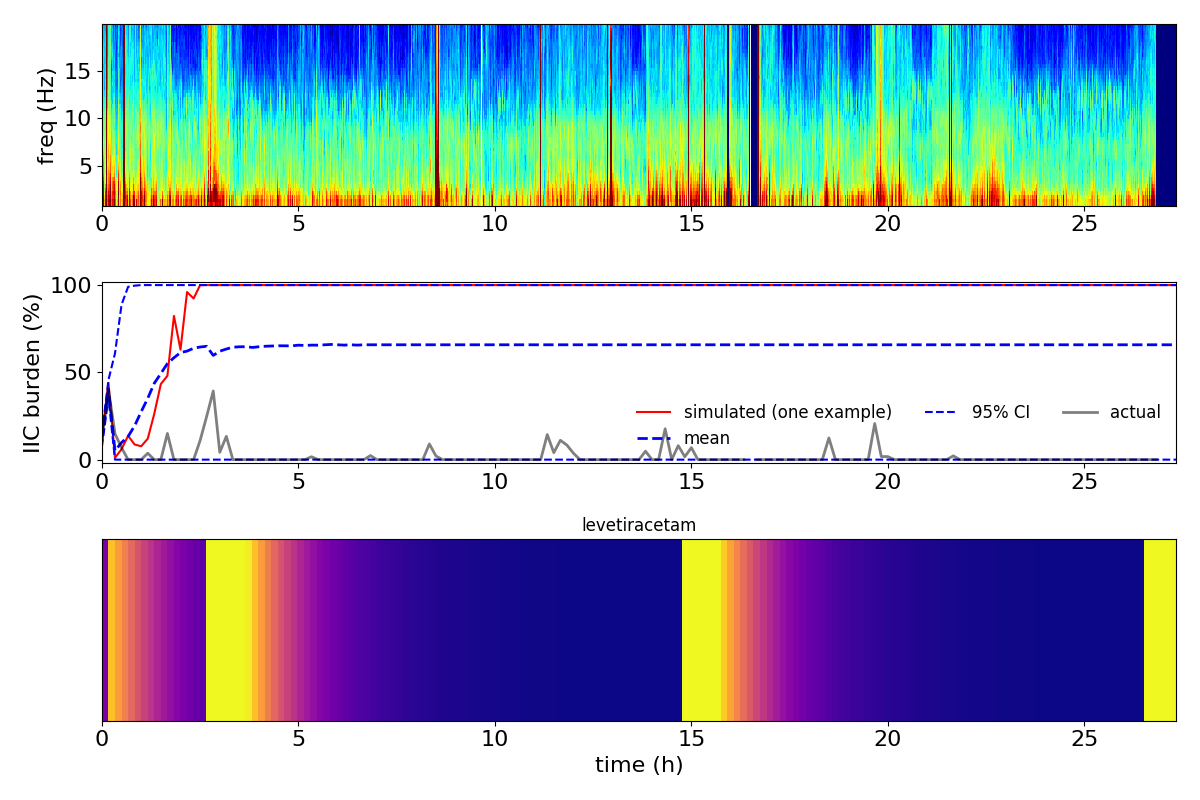 freq (Hz)
15
10
5
0 5 10 15 20 25
IIC burden (%)
100
50
0
simulated (one example) 95% CI actual
mean
0 5 10 15 20 25
levetiracetam
0 5 10 15 20 25
time (h)